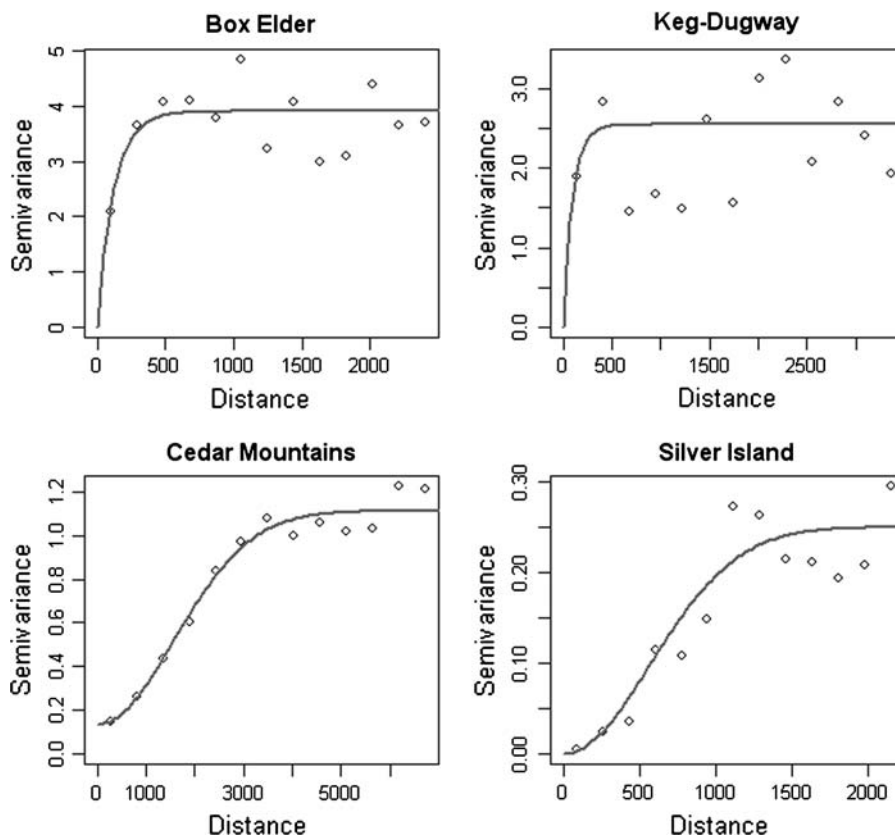 Box Elder
Semivariance
0 1 2 3 4 5
0 500 1000 1500 2000
Distance
Keg-Dugway
Semivariance
0.0 1.0 2.0 3.0
0 500 1500 2500
Distance
Cedar Mountains
Semivariance
0.0 0.2 0.4 0.6 0.8 1.0 1.2
0 1000 3000 5000
Distance
Silver Island
Semivariance
0.00 0.10 0.20 0.30
0 500 1000 1500 2000
Distance